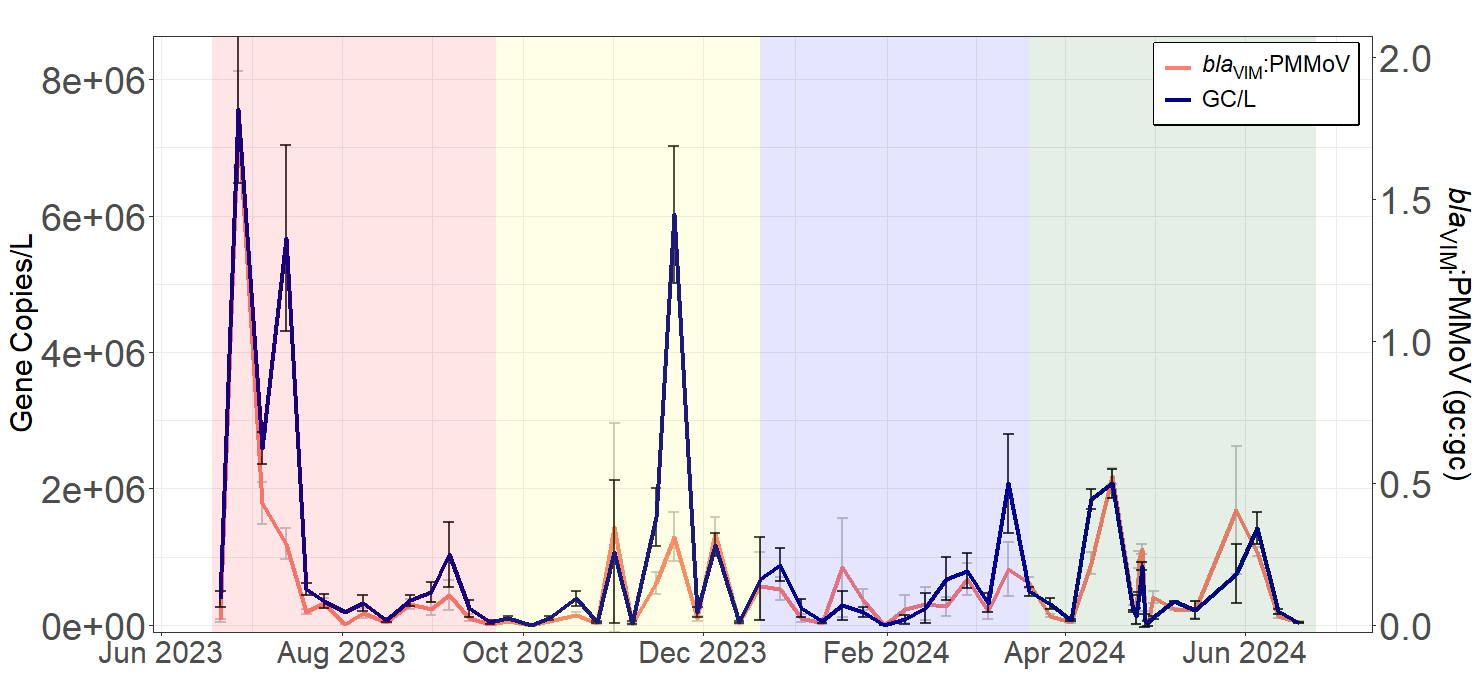 blaVIM:PMMoV
GC/L
8e+06
6e+06
4e+06
2e+06
0e+00
Gene Copies/L
2.0
1.5
1.0
0.5
0.0
blaVIM:PMMoV (gc:gc)
Jun 2023 Aug 2023 Oct 2023 Dec 2023 Feb 2024 Apr 2024 Jun 2024